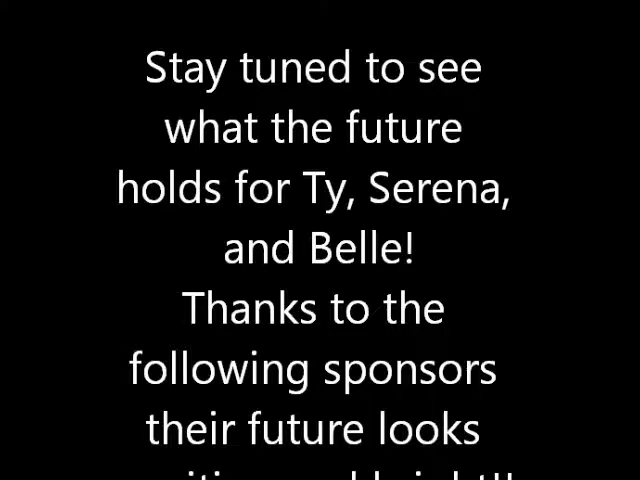 Stay tuned to see
what the future
holds for Ty, Serena,
and Belle!
Thanks to the
following sponsors
their future looks